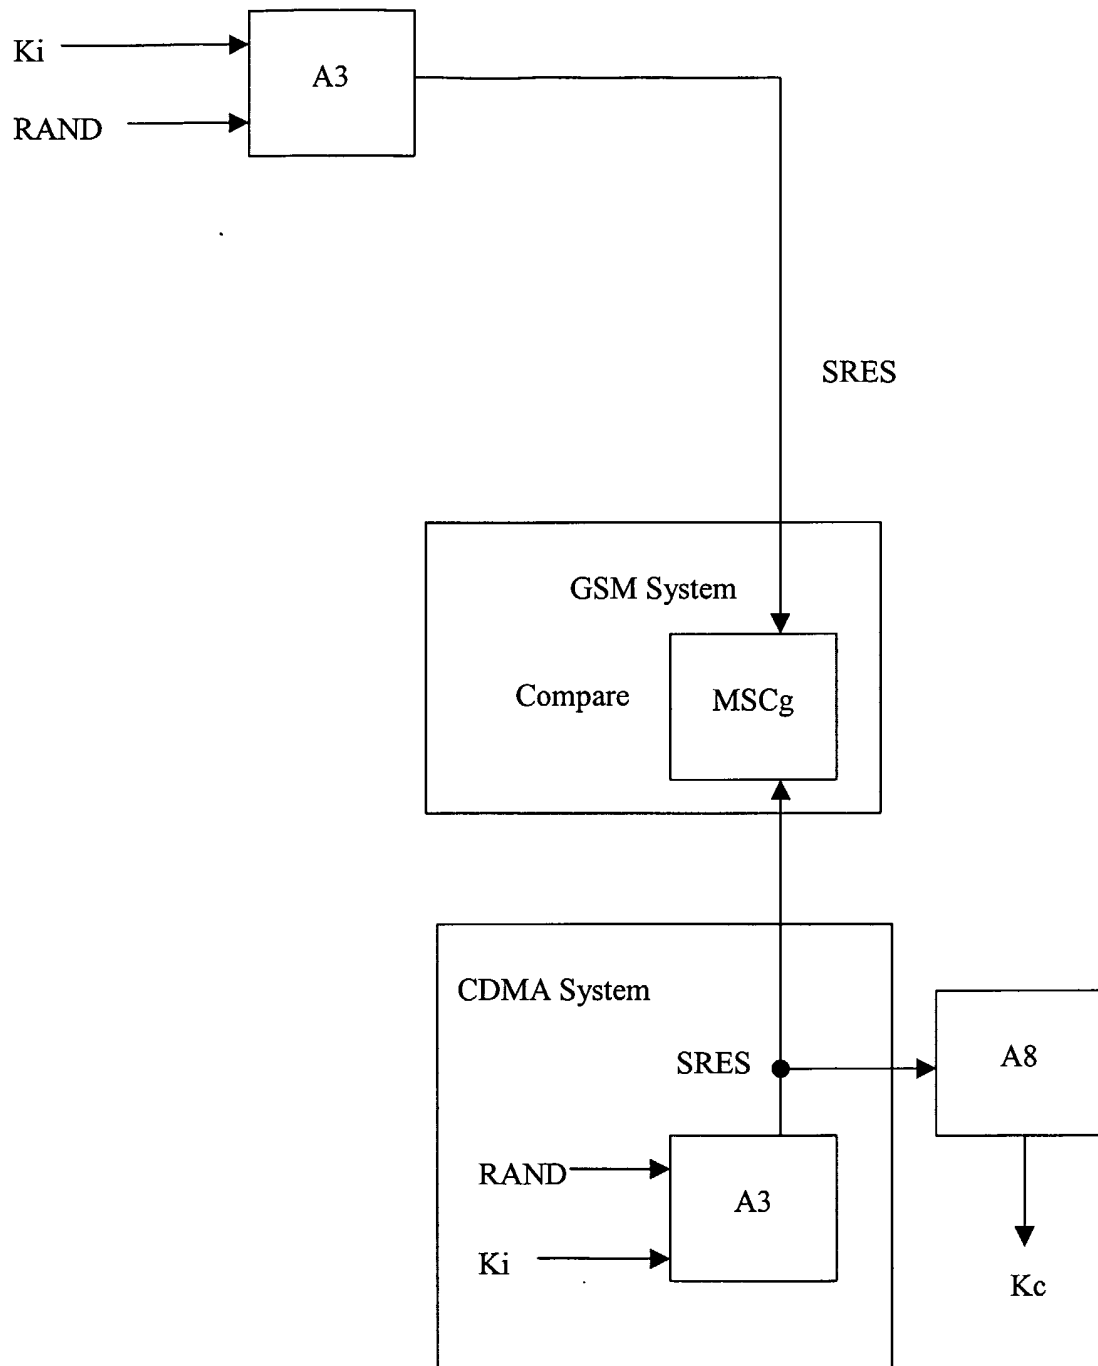 Ki
A3
RAND
SRES
GSM System
Compare
MSCg
CDMA System
SRES
A8
RAND
A3
Ki
Kc